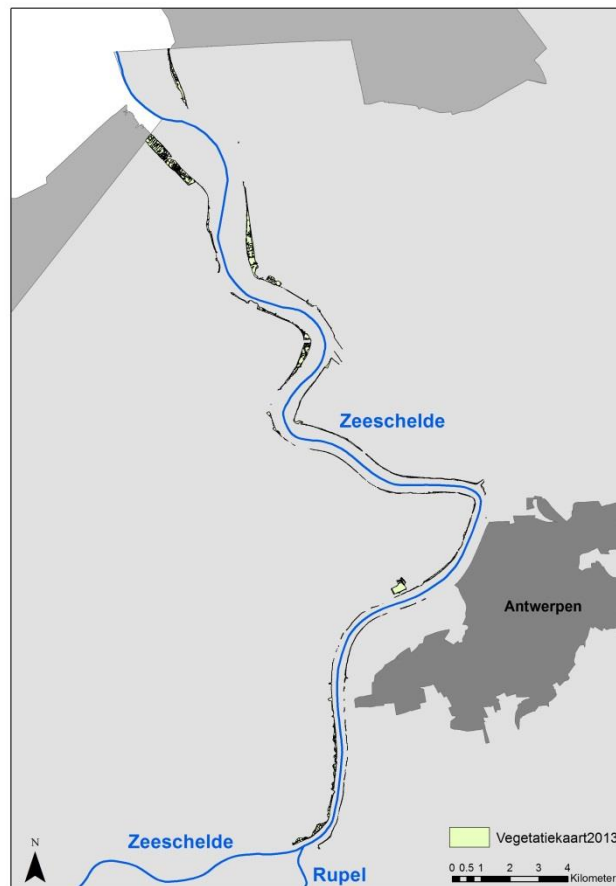 Zeeschelde
Antwerpen
Zeeschelde
Rupel
N
Vegetatiekaart2013
0 0.5 1 2 3 4
Kilometer